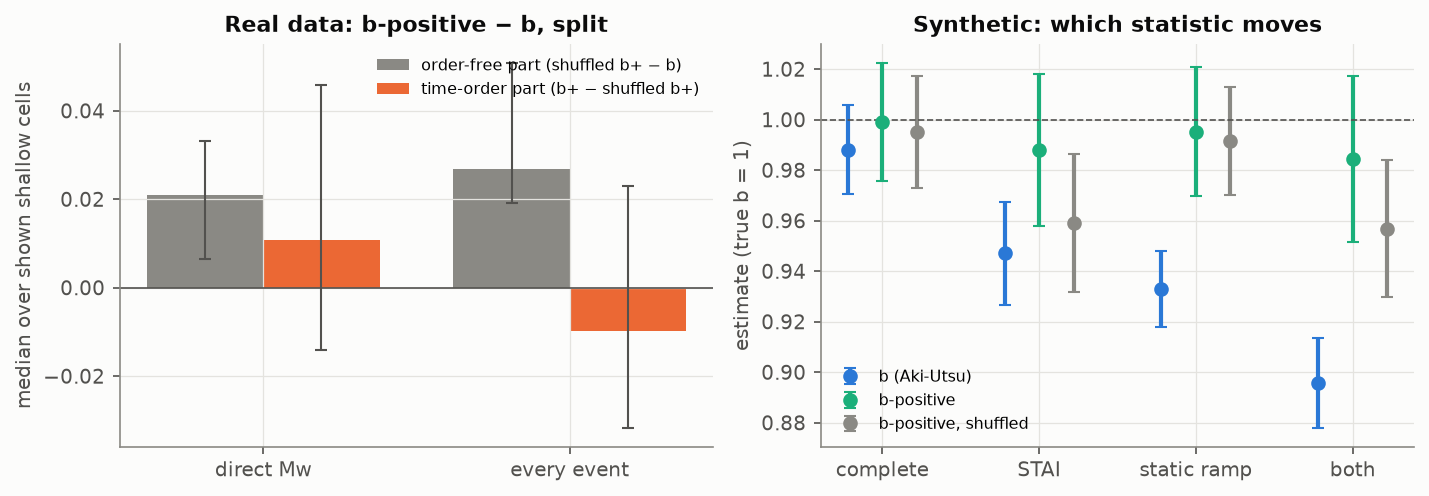 Real data: b-positive − b, split
order-free part (shuffled b+ − b)
time-order part (b+ − shuffled b+)
median over shown shallow cells
0.04
0.02
0.00
−0.02
direct Mw
every event
Synthetic: which statistic moves
estimate (true b = 1)
1.02
1.00
0.98
0.96
0.94
0.92
0.90
0.88
b (Aki-Utsu)
b-positive
b-positive, shuffled
complete
STAI
static ramp
both